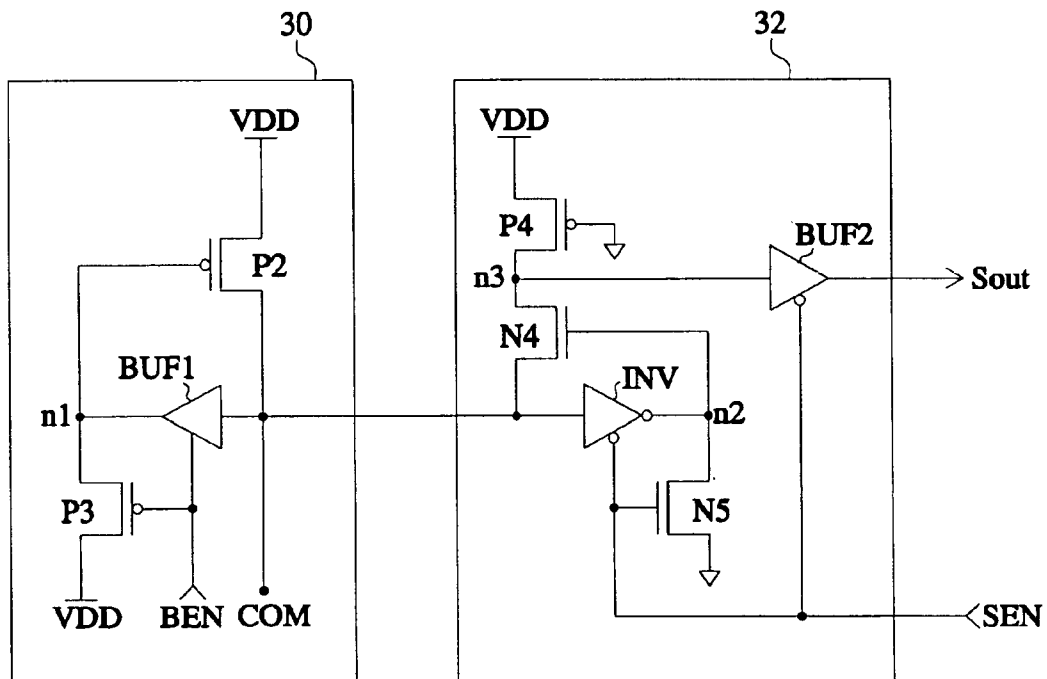 30
32
VDD
VDD
P2
P4
BUF2
n3
Sout
N4
BUF1
INV
n1
n2
P3
N5
VDD
BEN
COM
SEN